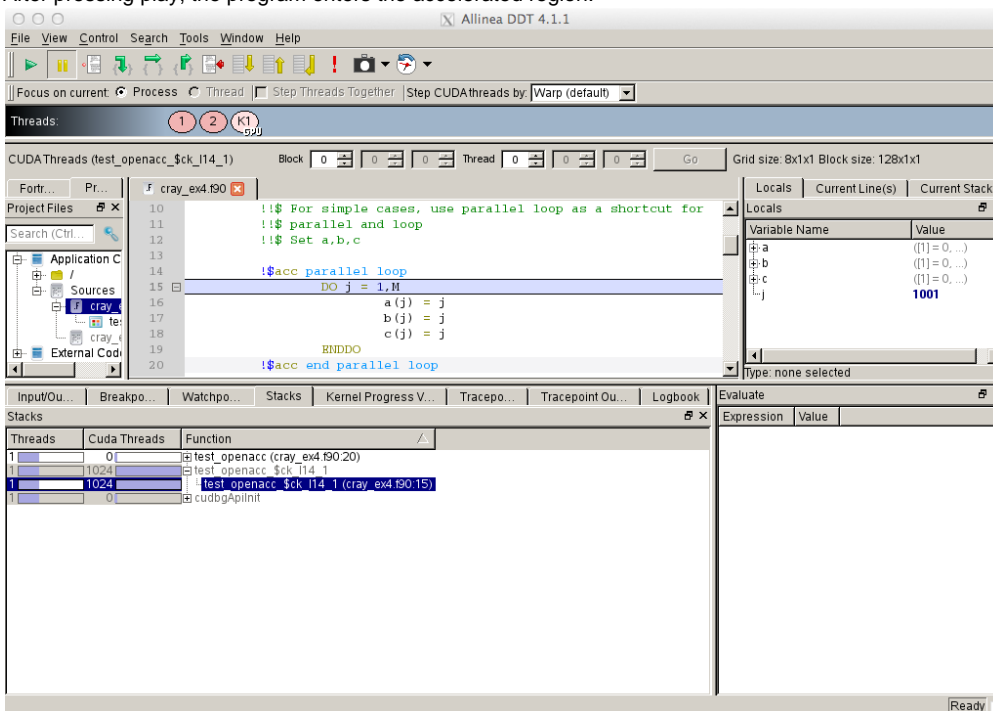 After pressing play, the program enters the accelerated region:
Allinea DDT 4.1.1
File View Control Search Tools Window Help
Focus on current: Process Thread Step Threads Together Step CUDA threads by: Warp (default)
Threads: 1 2 K1 GPU
CUDA Threads (test_openacc_$ck_l14_1) Block 0 0 0 Thread 0 0 0 Go Grid size: 8x1x1 Block size: 128x1x1
Fortr... Pr... cray_ex4.f90 Locals Current Line(s) Current Stack
Project Files Locals
Search (Ctrl... Variable Name Value
Application C
/
Sources
cray_e
te
cray_e
External Code
10 !!$ For simple cases, use parallel loop as a shortcut for
11 !!$ parallel and loop
12 !!$ Set a,b,c
13
14 !$acc parallel loop
15 DO j = 1,M
16 a(j) = j
17 b(j) = j
18 c(j) = j
19 ENDDO
20 !$acc end parallel loop
a ([1] = 0, ...)
b ([1] = 0, ...)
c ([1] = 0, ...)
j 1001
Type: none selected
Input/Ou... Breakpo... Watchpo... Stacks Kernel Progress V... Tracepo... Tracepoint Ou... Logbook Evaluate
Stacks Expression Value
Threads Cuda Threads Function
1 0 test_openacc (cray_ex4.f90:20)
1 1024 test_openacc_$ck_l14_1
1 1024 test_openacc_$ck_l14_1 (cray_ex4.f90:15)
1 0 cudbgApiInit
Ready